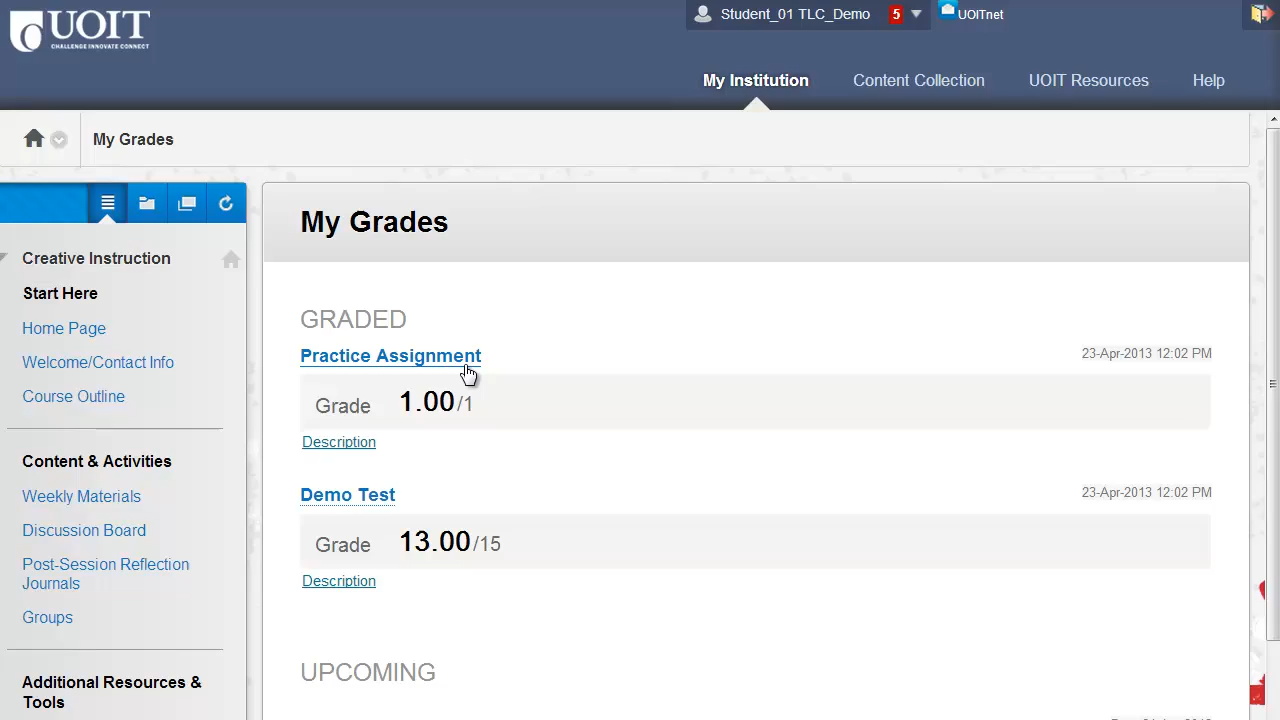 UOIT
CHALLENGE INNOVATE CONNECT
Student_01 TLC_Demo
5
UOITnet
My Institution
Content Collection
UOIT Resources
Help
My Grades
Creative Instruction
Start Here
Home Page
Welcome/Contact Info
Course Outline
Content & Activities
Weekly Materials
Discussion Board
Post-Session Reflection
Journals
Groups
Additional Resources &
Tools
My Grades
GRADED
Practice Assignment
23-Apr-2013 12:02 PM
Grade 1.00/1
Description
Demo Test
23-Apr-2013 12:02 PM
Grade 13.00/15
Description
UPCOMING